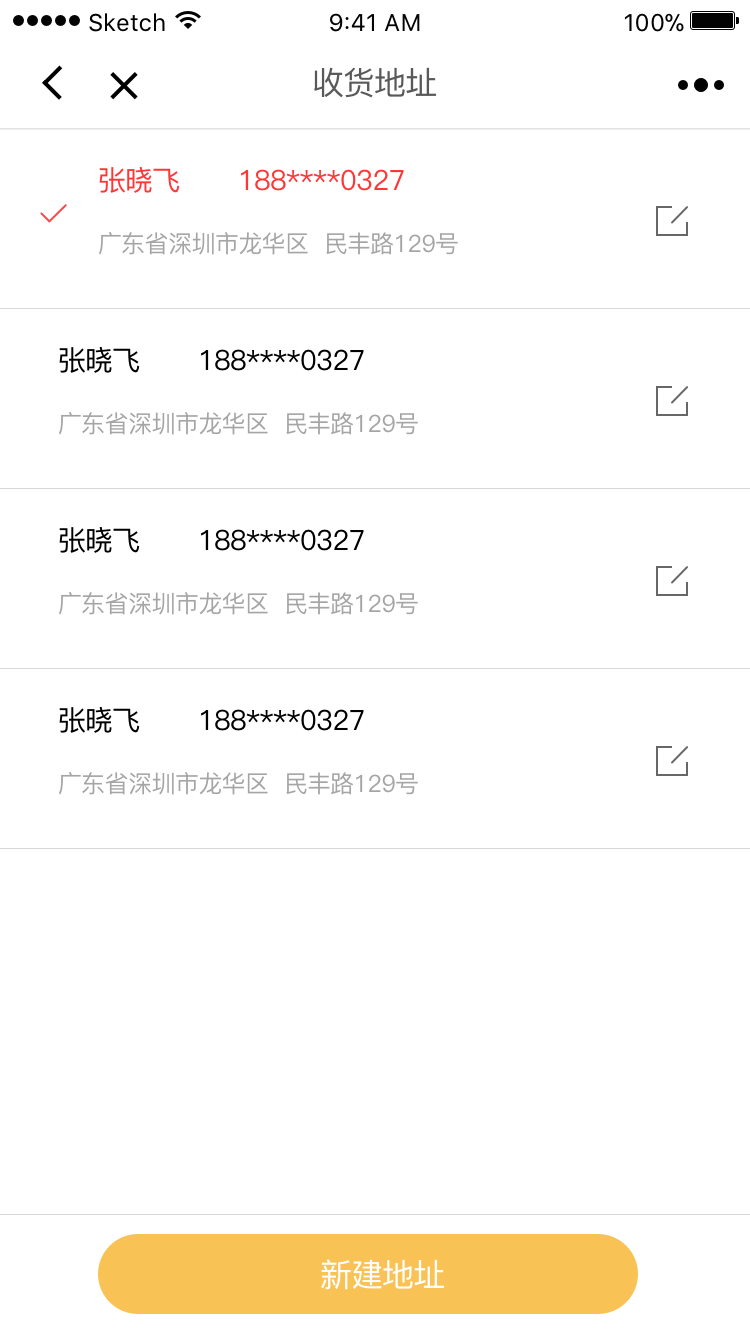 Sketch 9:41 AM 100%
收货地址
张晓飞 188****0327
广东省深圳市龙华区 民丰路129号
张晓飞 188****0327
广东省深圳市龙华区 民丰路129号
张晓飞 188****0327
广东省深圳市龙华区 民丰路129号
张晓飞 188****0327
广东省深圳市龙华区 民丰路129号
新建地址